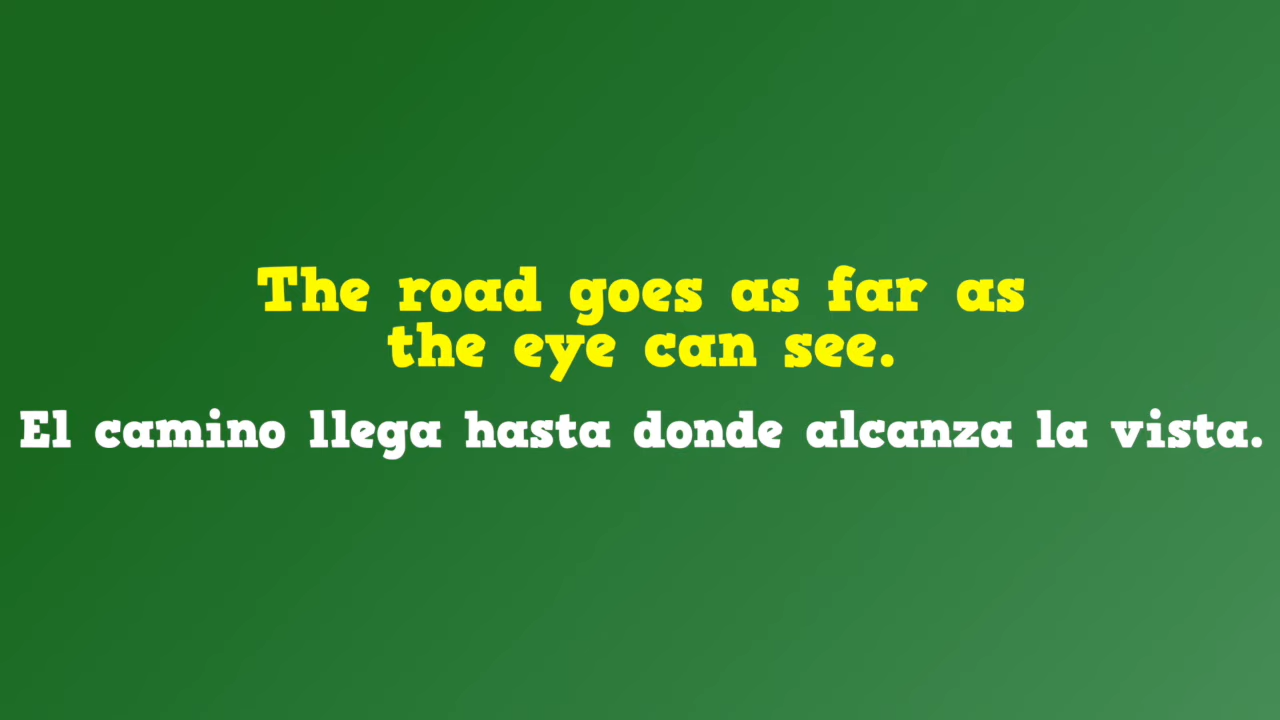 The road goes as far as
the eye can see.
El camino llega hasta donde alcanza la vista.